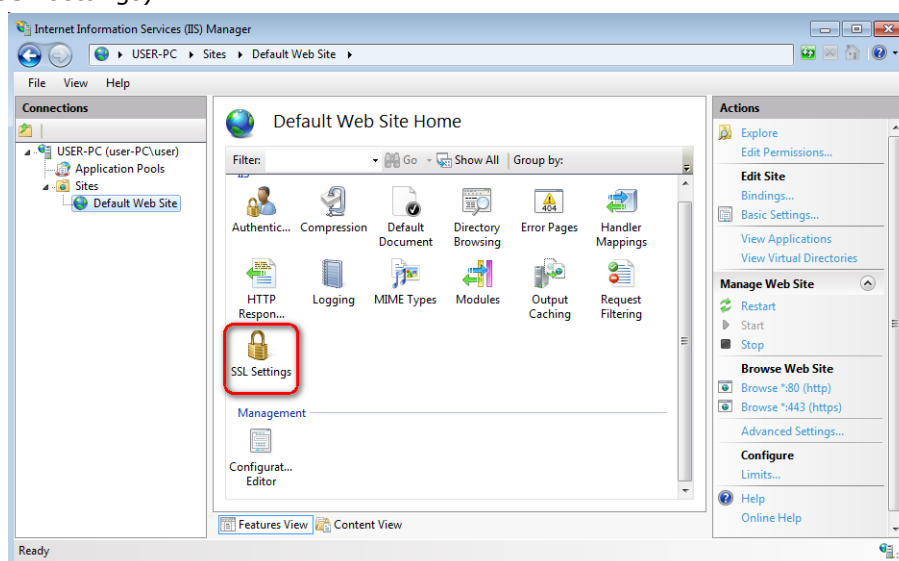 Internet Information Services (IIS) Manager
USER-PC Sites Default Web Site
File View Help
Connections
USER-PC (user-PC\user)
Application Pools
Sites
Default Web Site
Default Web Site Home
Filter: Go Show All Group by:
IIS
Authentic... Compression Default Document Directory Browsing Error Pages Handler Mappings
404
HTTP Respon... Logging MIME Types Modules Output Caching Request Filtering
SSL Settings
Management
Configurat... Editor
Features View Content View
Actions
Explore
Edit Permissions...
Edit Site
Bindings...
Basic Settings...
View Applications
View Virtual Directories
Manage Web Site
Restart
Start
Stop
Browse Web Site
Browse *:80 (http)
Browse *:443 (https)
Advanced Settings...
Configure
Limits...
Help
Online Help
Ready